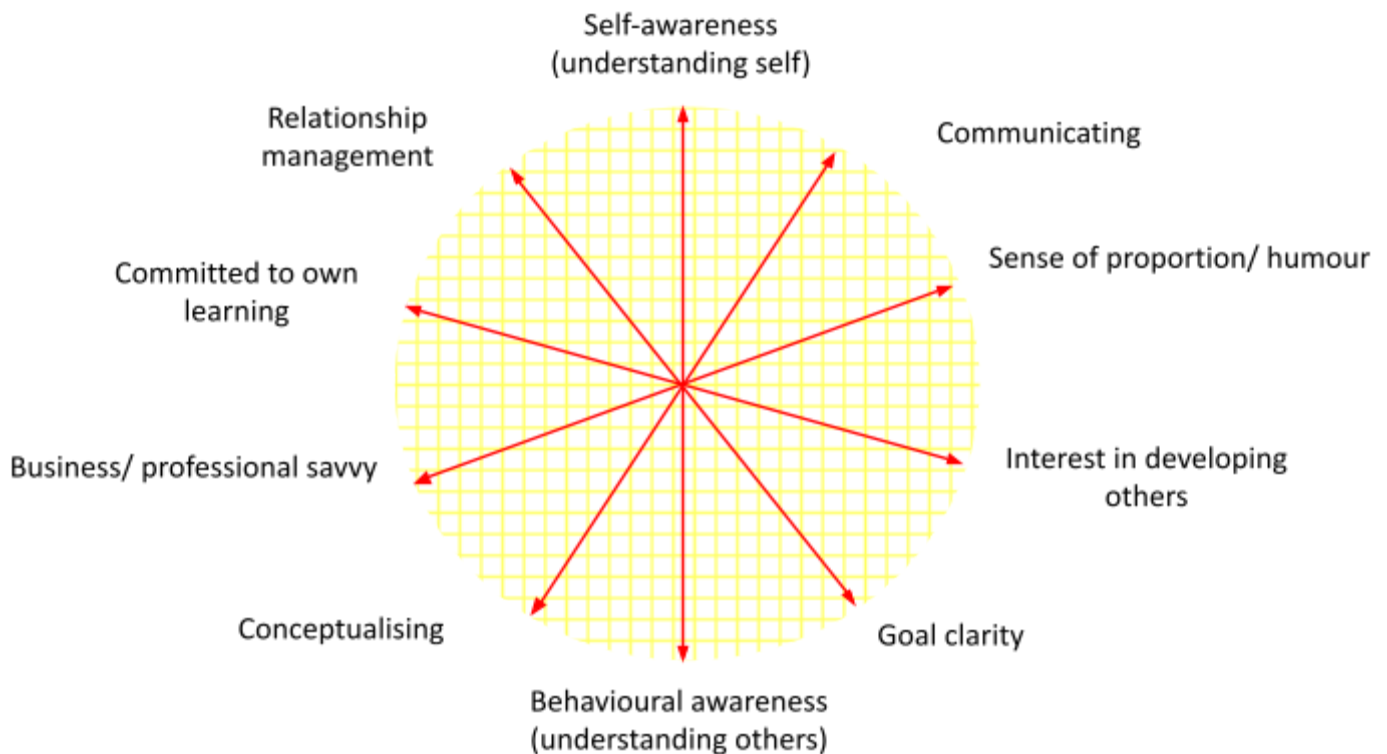 Self-awareness
(understanding self)
Relationship
management
Communicating
Sense of proportion/ humour
Committed to own
learning
Business/ professional savvy
Interest in developing
others
Conceptualising
Goal clarity
Behavioural awareness
(understanding others)